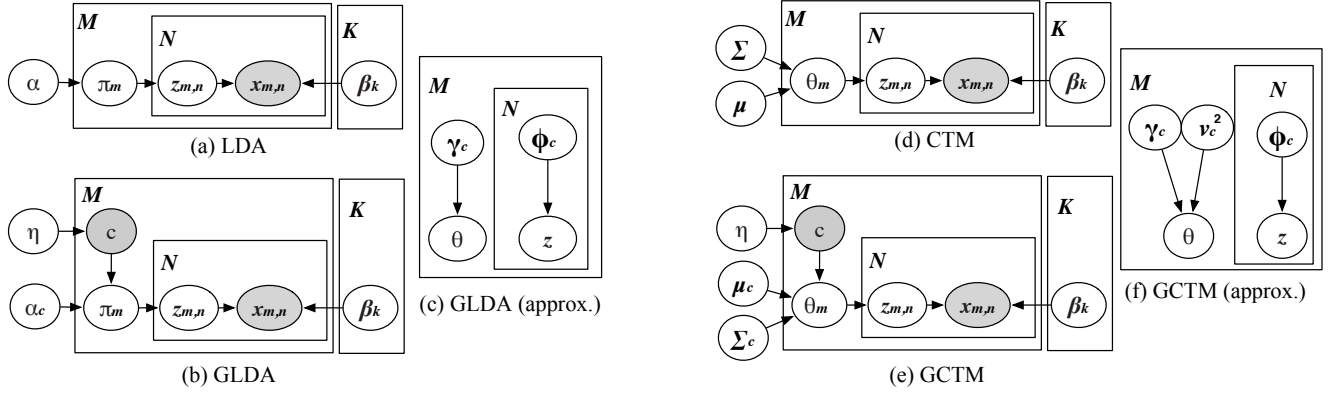 M
N
K
α
πm
zm,n
xm,n
βk
(a) LDA
M
K
η
c
N
αc
πm
zm,n
xm,n
βk
(b) GLDA
M
N
γc
ϕc
θ
z
(c) GLDA (approx.)
M
N
K
Σ
μ
θm
zm,n
xm,n
βk
(d) CTM
M
K
η
c
N
μc
Σc
θm
zm,n
xm,n
βk
(e) GCTM
M
N
γc
νc²
ϕc
θ
z
(f) GCTM (approx.)